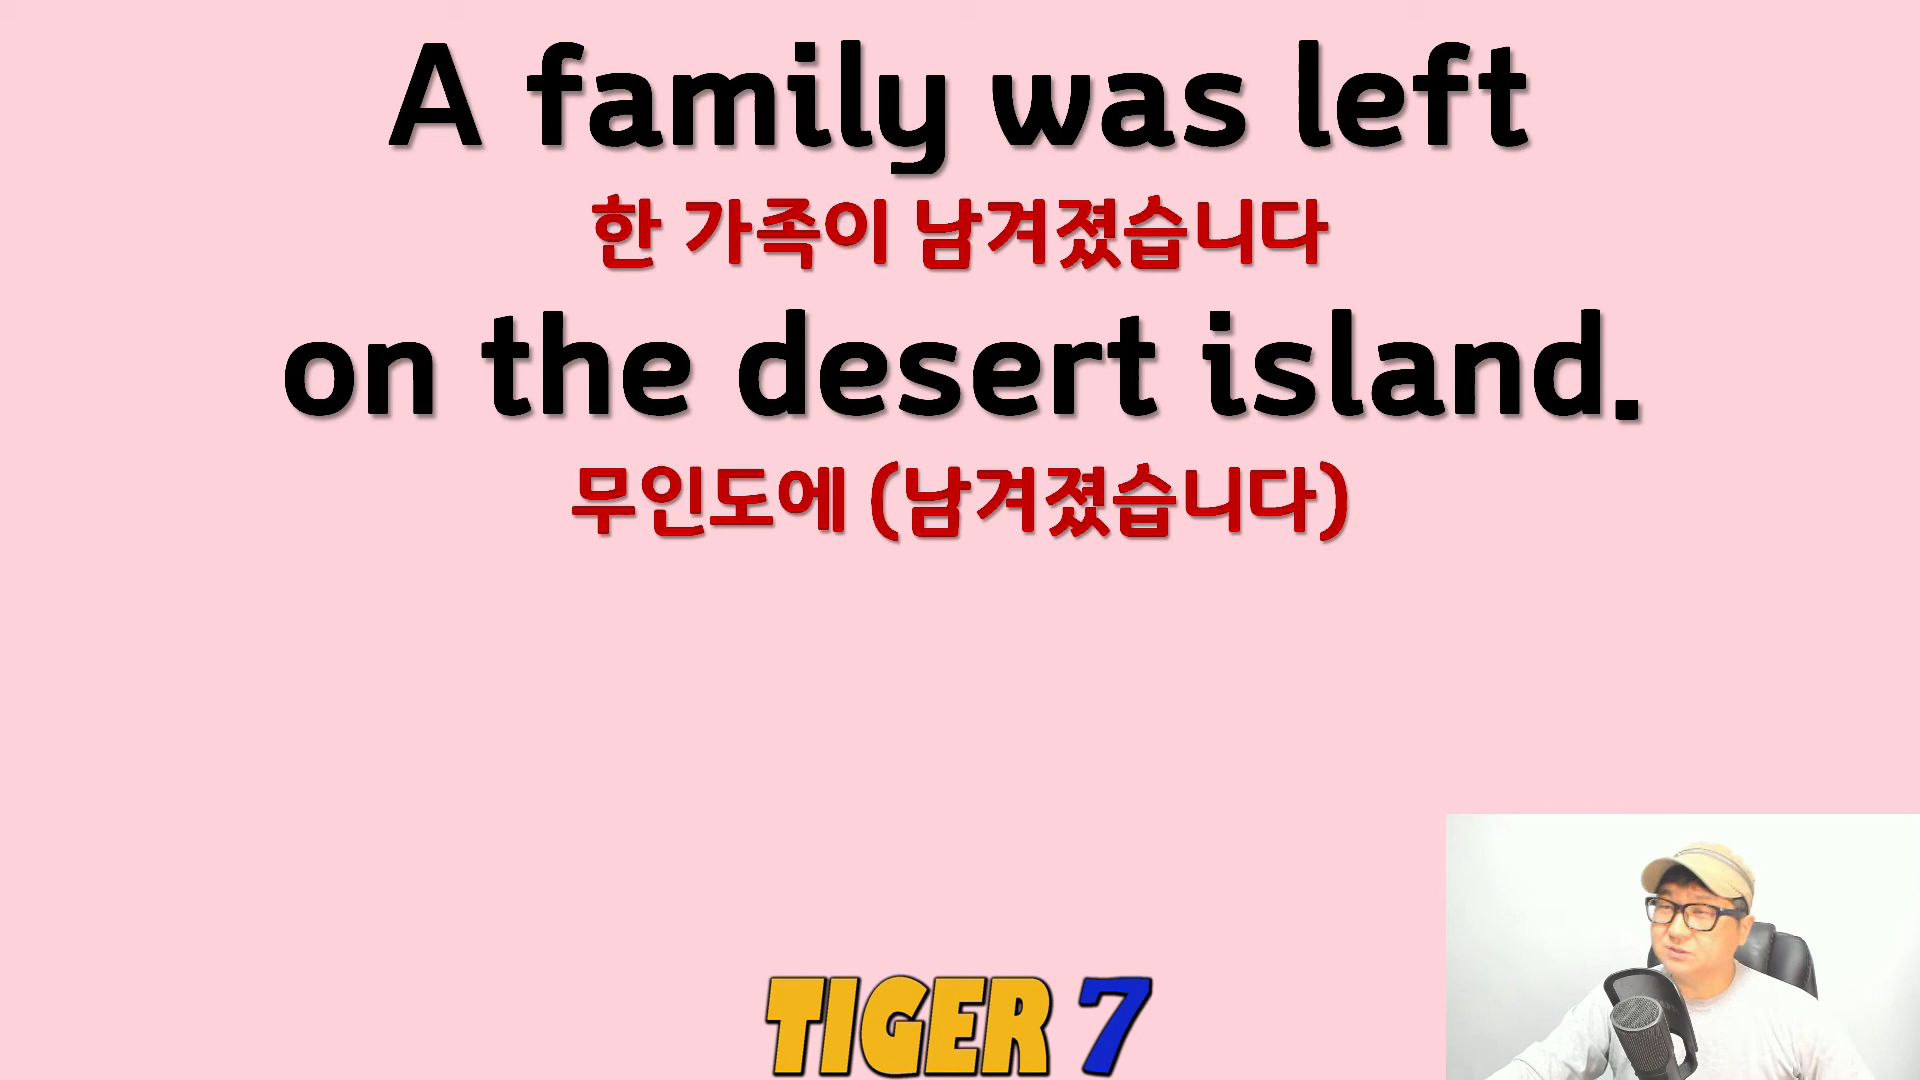 A family was left
한 가족이 남겨졌습니다
on the desert island.
무인도에 (남겨졌습니다)
TIGER 7